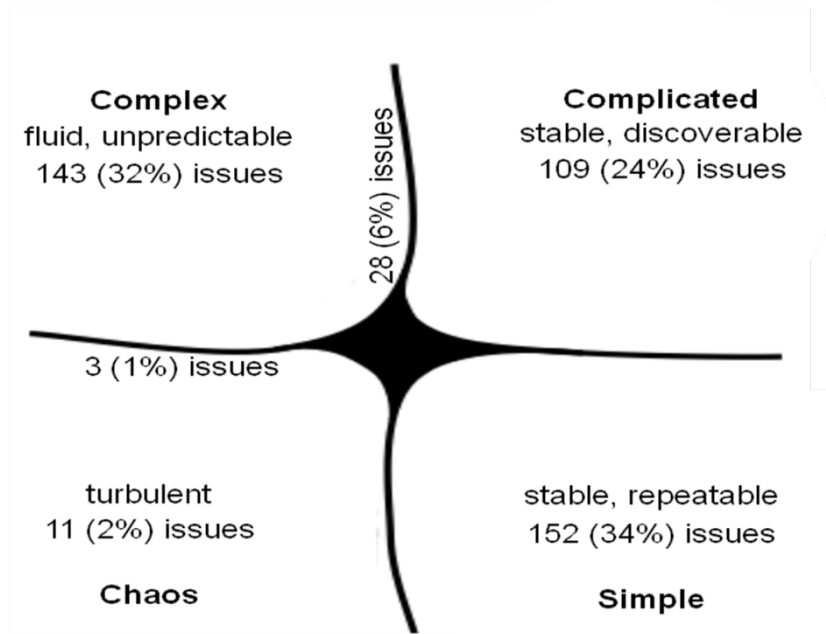 Complex
fluid, unpredictable
143 (32%) issues
28 (6%) issues
Complicated
stable, discoverable
109 (24%) issues
3 (1%) issues
turbulent
11 (2%) issues
Chaos
stable, repeatable
152 (34%) issues
Simple